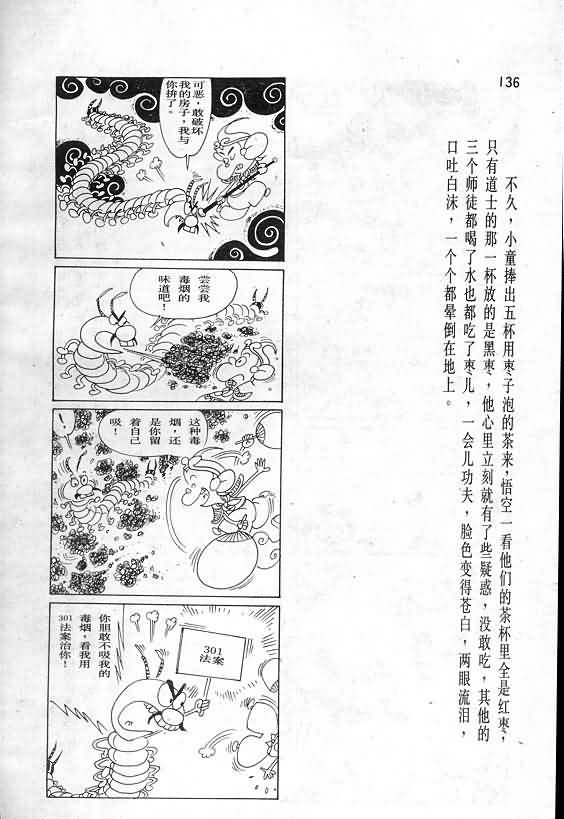 136
不久，小童捧出五杯用枣子泡的茶来，悟空一看他们的茶杯里全是红枣，
只有道士的那一杯放的是黑枣，他心里立刻就有了些疑惑，没敢吃，其他的
三个师徒都喝了水也都吃了枣儿，一会儿功夫，脸色变得苍白，两眼流泪，
口吐白沫，一个个都晕倒在地上。
可恶，敢破坏
我的房子，我与
你拼了。
尝尝我
毒烟的
味道吧！
这种毒
烟，还
是你留
着自己
吸！
！
301
法案
你胆敢不吸我的
毒烟，看我用
301
法案治你！